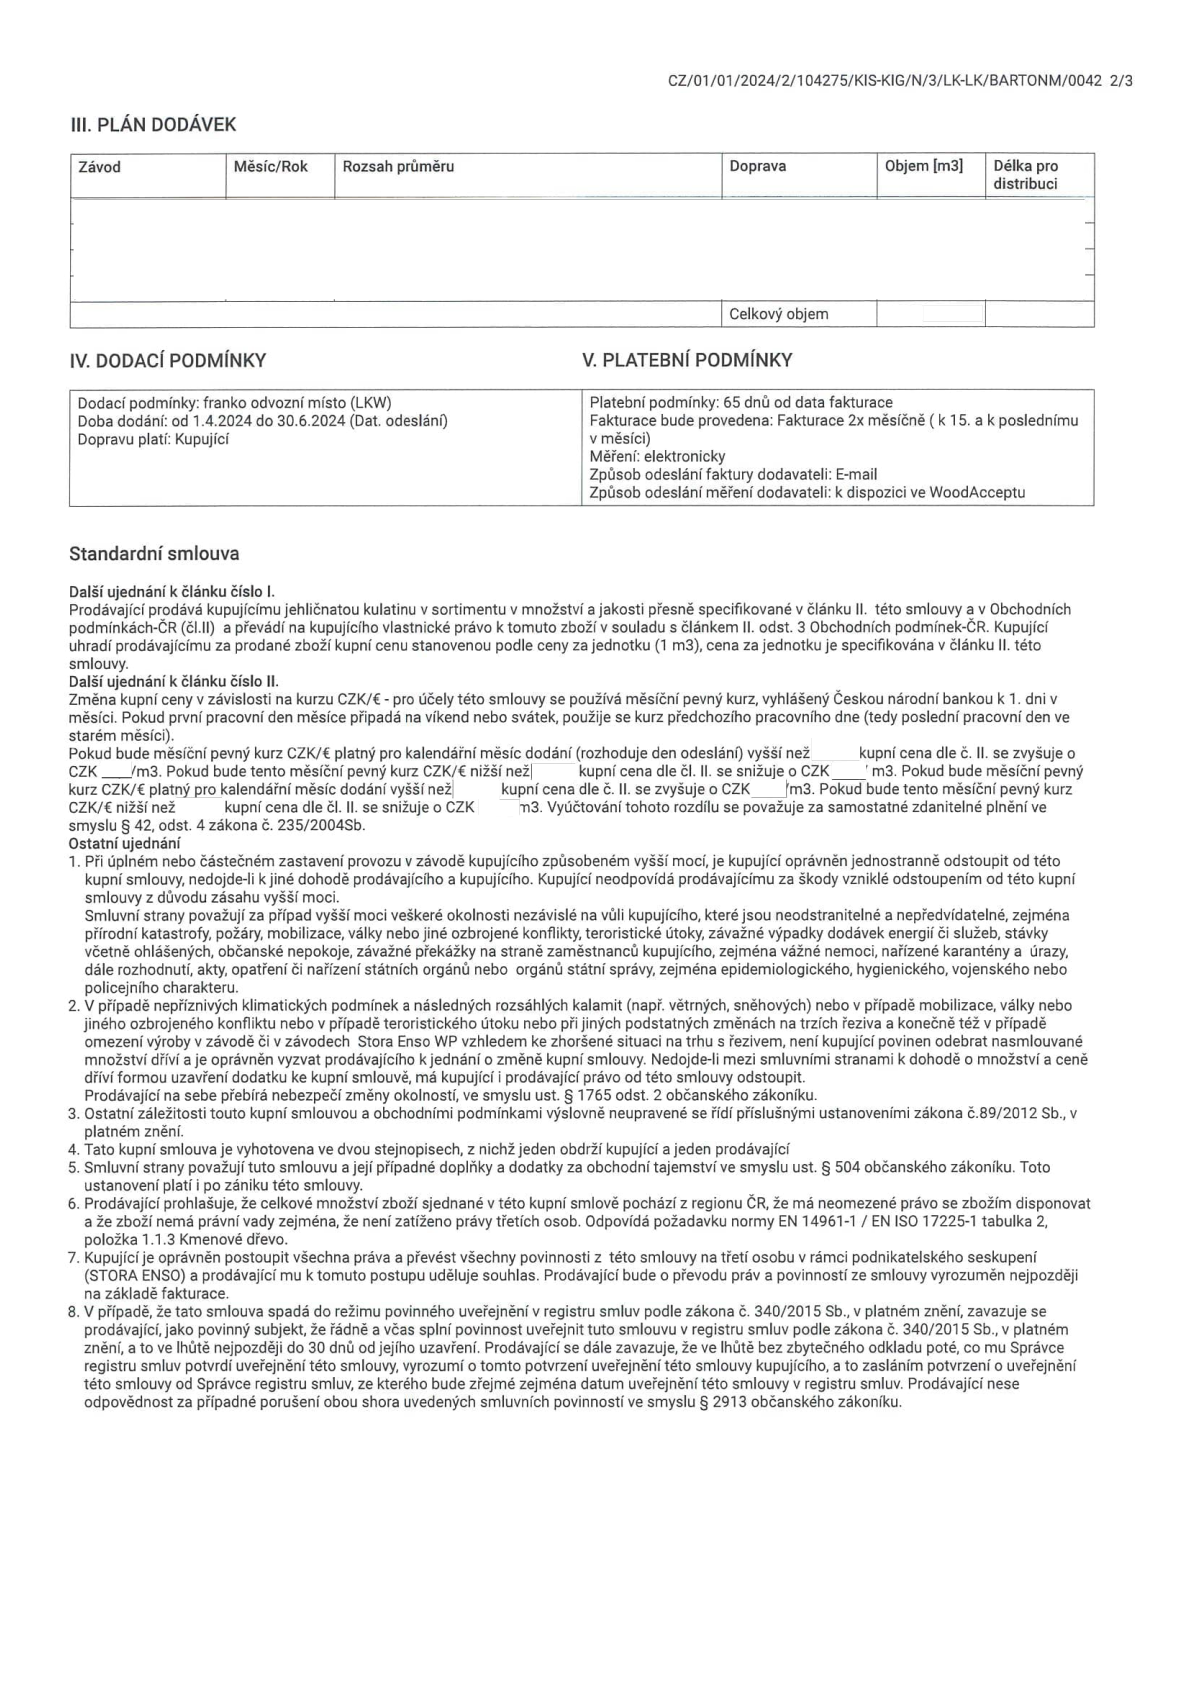 CZ/01/01/2024/2/104275/KIS-KIG/N/3/LK-LK/BARTONM/0042 2/3
III. PLÁN DODÁVEK
Závod Měsíc/Rok Rozsah průměru Doprava Objem [m3] Délka pro
distribuci
Celkový objem
IV. DODACÍ PODMÍNKY
Dodací podmínky: franko odvozní místo (LKW)
Doba dodání: od 1.4.2024 do 30.6.2024 (Dat. odeslání)
Dopravu platí: Kupující
V. PLATEBNÍ PODMÍNKY
Platební podmínky: 65 dnů od data fakturace
Fakturace bude provedena: Fakturace 2x měsíčně ( k 15. a k poslednímu
v měsíci)
Měření: elektronicky
Způsob odeslání faktury dodavateli: E-mail
Způsob odeslání měření dodavateli: k dispozici ve WoodAcceptu
Standardní smlouva
Další ujednání k článku číslo I.
Prodávající prodává kupujícímu jehličnatou kulatinu v sortimentu v množství a jakosti přesně specifikované v článku II. této smlouvy a v Obchodních
podmínkách-ČR (čl.II) a převádí na kupujícího vlastnické právo k tomuto zboží v souladu s článkem II. odst. 3 Obchodních podmínek-ČR. Kupující
uhradí prodávajícímu za prodané zboží kupní cenu stanovenou podle ceny za jednotku (1 m3), cena za jednotku je specifikována v článku II. této
smlouvy.
Další ujednání k článku číslo II.
Změna kupní ceny v závislosti na kurzu CZK/€ - pro účely této smlouvy se používá měsíční pevný kurz, vyhlášený Českou národní bankou k 1. dni v
měsíci. Pokud první pracovní den měsíce připadá na víkend nebo svátek, použije se kurz předchozího pracovního dne (tedy poslední pracovní den ve
starém měsíci).
Pokud bude měsíční pevný kurz CZK/€ platný pro kalendářní měsíc dodání (rozhoduje den odeslání) vyšší než kupní cena dle č. II. se zvyšuje o
CZK ____/m3. Pokud bude tento měsíční pevný kurz CZK/€ nižší než kupní cena dle čl. II. se snižuje o CZK ____/ m3. Pokud bude měsíční pevný
kurz CZK/€ platný pro kalendářní měsíc dodání vyšší než kupní cena dle č. II. se zvyšuje o CZK ____/m3. Pokud bude tento měsíční pevný kurz
CZK/€ nižší než kupní cena dle čl. II. se snižuje o CZK m3. Vyúčtování tohoto rozdílu se považuje za samostatné zdanitelné plnění ve
smyslu § 42, odst. 4 zákona č. 235/2004Sb.
Ostatní ujednání
1. Při úplném nebo částečném zastavení provozu v závodě kupujícího způsobeném vyšší mocí, je kupující oprávněn jednostranně odstoupit od této
kupní smlouvy, nedojde-li k jiné dohodě prodávajícího a kupujícího. Kupující neodpovídá prodávajícímu za škody vzniklé odstoupením od této kupní
smlouvy z důvodu zásahu vyšší moci.
Smluvní strany považují za případ vyšší moci veškeré okolnosti nezávislé na vůli kupujícího, které jsou neodstranitelné a nepředvídatelné, zejména
přírodní katastrofy, požáry, mobilizace, války nebo jiné ozbrojené konflikty, teroristické útoky, závažné výpadky dodávek energií či služeb, stávky
včetně ohlášených, občanské nepokoje, závažné překážky na straně zaměstnanců kupujícího, zejména vážné nemoci, nařízené karantény a úrazy,
dále rozhodnutí, akty, opatření či nařízení státních orgánů nebo orgánů státní správy, zejména epidemiologického, hygienického, vojenského nebo
policejního charakteru.
2. V případě nepříznivých klimatických podmínek a následných rozsáhlých kalamit (např. větrných, sněhových) nebo v případě mobilizace, války nebo
jiného ozbrojeného konfliktu nebo v případě teroristického útoku nebo při jiných podstatných změnách na trzích řeziva a konečně též v případě
omezení výroby v závodě či v závodech Stora Enso WP vzhledem ke zhoršené situaci na trhu s řezivem, není kupující povinen odebrat nasmlouvané
množství dříví a je oprávněn vyzvat prodávajícího k jednání o změně kupní smlouvy. Nedojde-li mezi smluvními stranami k dohodě o množství a ceně
dříví formou uzavření dodatku ke kupní smlouvě, má kupující i prodávající právo od této smlouvy odstoupit.
Prodávající na sebe přebírá nebezpečí změny okolností, ve smyslu ust. § 1765 odst. 2 občanského zákoníku.
3. Ostatní záležitosti touto kupní smlouvou a obchodními podmínkami výslovně neupravené se řídí příslušnými ustanoveními zákona č.89/2012 Sb., v
platném znění.
4. Tato kupní smlouva je vyhotovena ve dvou stejnopisech, z nichž jeden obdrží kupující a jeden prodávající
5. Smluvní strany považují tuto smlouvu a její případné doplňky a dodatky za obchodní tajemství ve smyslu ust. § 504 občanského zákoníku. Toto
ustanovení platí i po zániku této smlouvy.
6. Prodávající prohlašuje, že celkové množství zboží sjednané v této kupní smlově pochází z regionu ČR, že má neomezené právo se zbožím disponovat
a že zboží nemá právní vady zejména, že není zatíženo právy třetích osob. Odpovídá požadavku normy EN 14961-1 / EN ISO 17225-1 tabulka 2,
položka 1.1.3 Kmenové dřevo.
7. Kupující je oprávněn postoupit všechna práva a převést všechny povinnosti z této smlouvy na třetí osobu v rámci podnikatelského seskupení
(STORA ENSO) a prodávající mu k tomuto postupu uděluje souhlas. Prodávající bude o převodu práv a povinností ze smlouvy vyrozuměn nejpozději
na základě fakturace.
8. V případě, že tato smlouva spadá do režimu povinného uveřejnění v registru smluv podle zákona č. 340/2015 Sb., v platném znění, zavazuje se
prodávající, jako povinný subjekt, že řádně a včas splní povinnost uveřejnit tuto smlouvu v registru smluv podle zákona č. 340/2015 Sb., v platném
znění, a to ve lhůtě nejpozději do 30 dnů od jejího uzavření. Prodávající se dále zavazuje, že ve lhůtě bez zbytečného odkladu poté, co mu Správce
registru smluv potvrdí uveřejnění této smlouvy, vyrozumí o tomto potvrzení uveřejnění této smlouvy kupujícího, a to zasláním potvrzení o uveřejnění
této smlouvy od Správce registru smluv, ze kterého bude zřejmé zejména datum uveřejnění této smlouvy v registru smluv. Prodávající nese
odpovědnost za případné porušení obou shora uvedených smluvních povinností ve smyslu § 2913 občanského zákoníku.